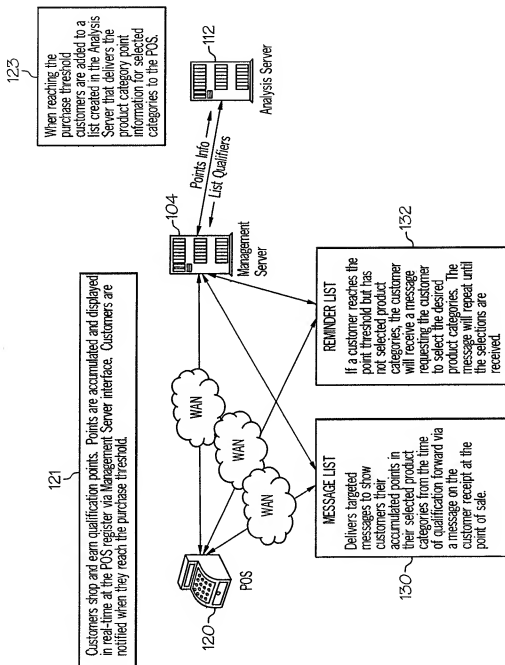 121
Customers shop and earn qualification points. Points are accumulated and displayed
in real-time at the POS register via Management Server interface. Customers are
notified when they reach the purchase threshold.
123
When reaching the
purchase threshold
customers are added to a
list created in the Analysis
Server that delivers the
product category point
information for selected
categories to the POS.
120
POS
WAN
WAN
WAN
104
Management
Server
Points Info
List Qualifiers
112
Analysis Server
MESSAGE LIST
Delivers targeted
messages to show
customers their
accumulated points in
their selected product
categories from the time
of qualification forward via
a message on the
customer receipt at the
point of sale.
130
REMINDER LIST
If a customer reaches the
point threshold but has
not selected product
categories, the customer
will receive a message
requesting the customer
to select the desired
product categories. The
message will repeat until
the selections are
received.
132